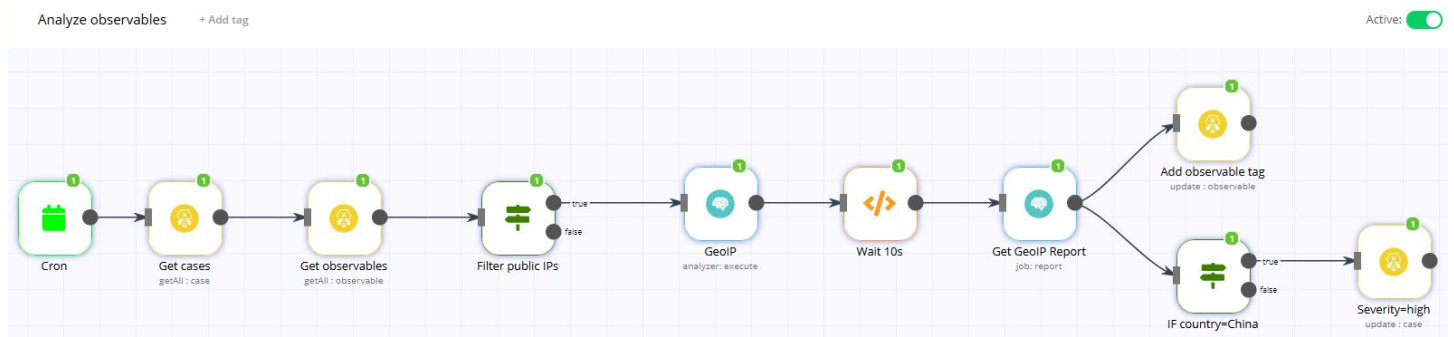 Analyze observables + Add tag Active:
1
Add observable tag
update : observable
1
Cron
1
Get cases
getAll : case
1
Get observables
getAll : observable
1
true
false
Filter public IPs
1
GeoIP
analyzer: execute
1
Wait 10s
1
Get GeoIP Report
job: report
1
true
false
IF country=China
1
Severity=high
update : case